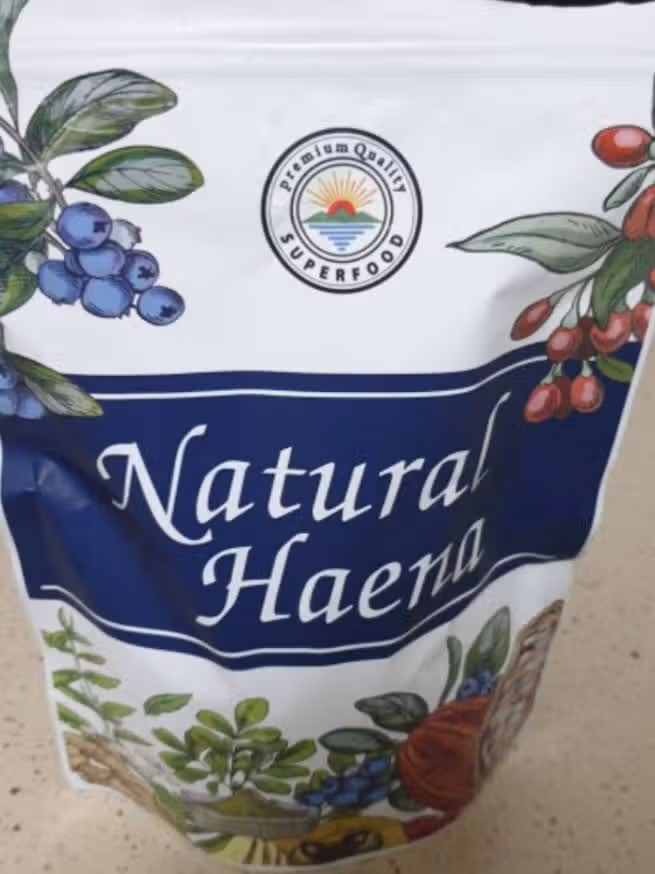 Premium Quality
SUPERFOOD
Natural
Haena